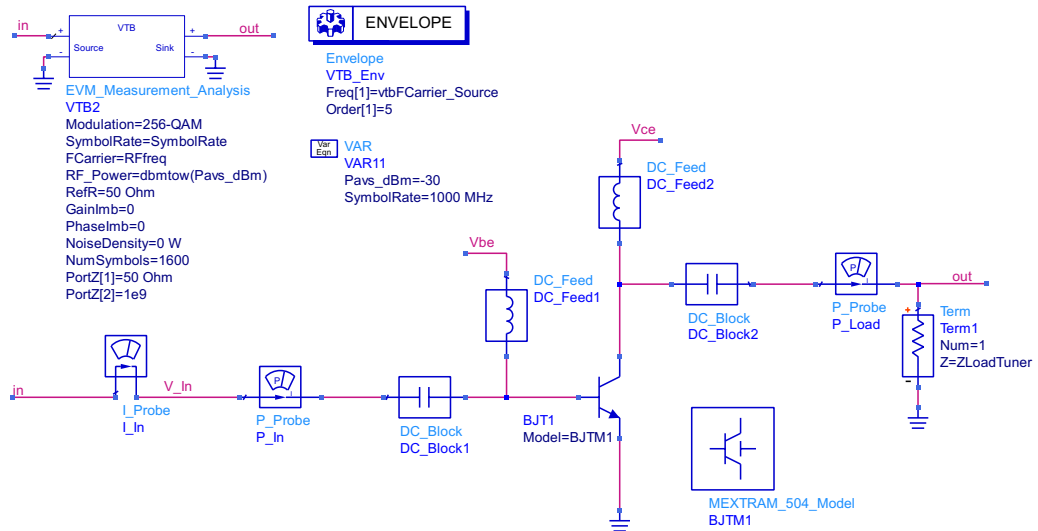 in
+
VTB
+
out
Source
Sink
-
-
EVM_Measurement_Analysis
VTB2
Modulation=256-QAM
SymbolRate=SymbolRate
FCarrier=RFfreq
RF_Power=dbmtow(Pavs_dBm)
RefR=50 Ohm
GainImb=0
PhaseImb=0
NoiseDensity=0 W
NumSymbols=1600
PortZ[1]=50 Ohm
PortZ[2]=1e9
ENVELOPE
Envelope
VTB_Env
Freq[1]=vtbFCarrier_Source
Order[1]=5
Var
Eqn
VAR
VAR11
Pavs_dBm=-30
SymbolRate=1000 MHz
Vce
DC_Feed
DC_Feed2
Vbe
DC_Feed
DC_Feed1
DC_Block
DC_Block2
P
I
P_Probe
P_Load
out
+
-
Term
Term1
Num=1
Z=ZLoadTuner
in
I_Probe
I_In
V_In
P
I
P_Probe
P_In
DC_Block
DC_Block1
BJT1
Model=BJTM1
MEXTRAM_504_Model
BJTM1